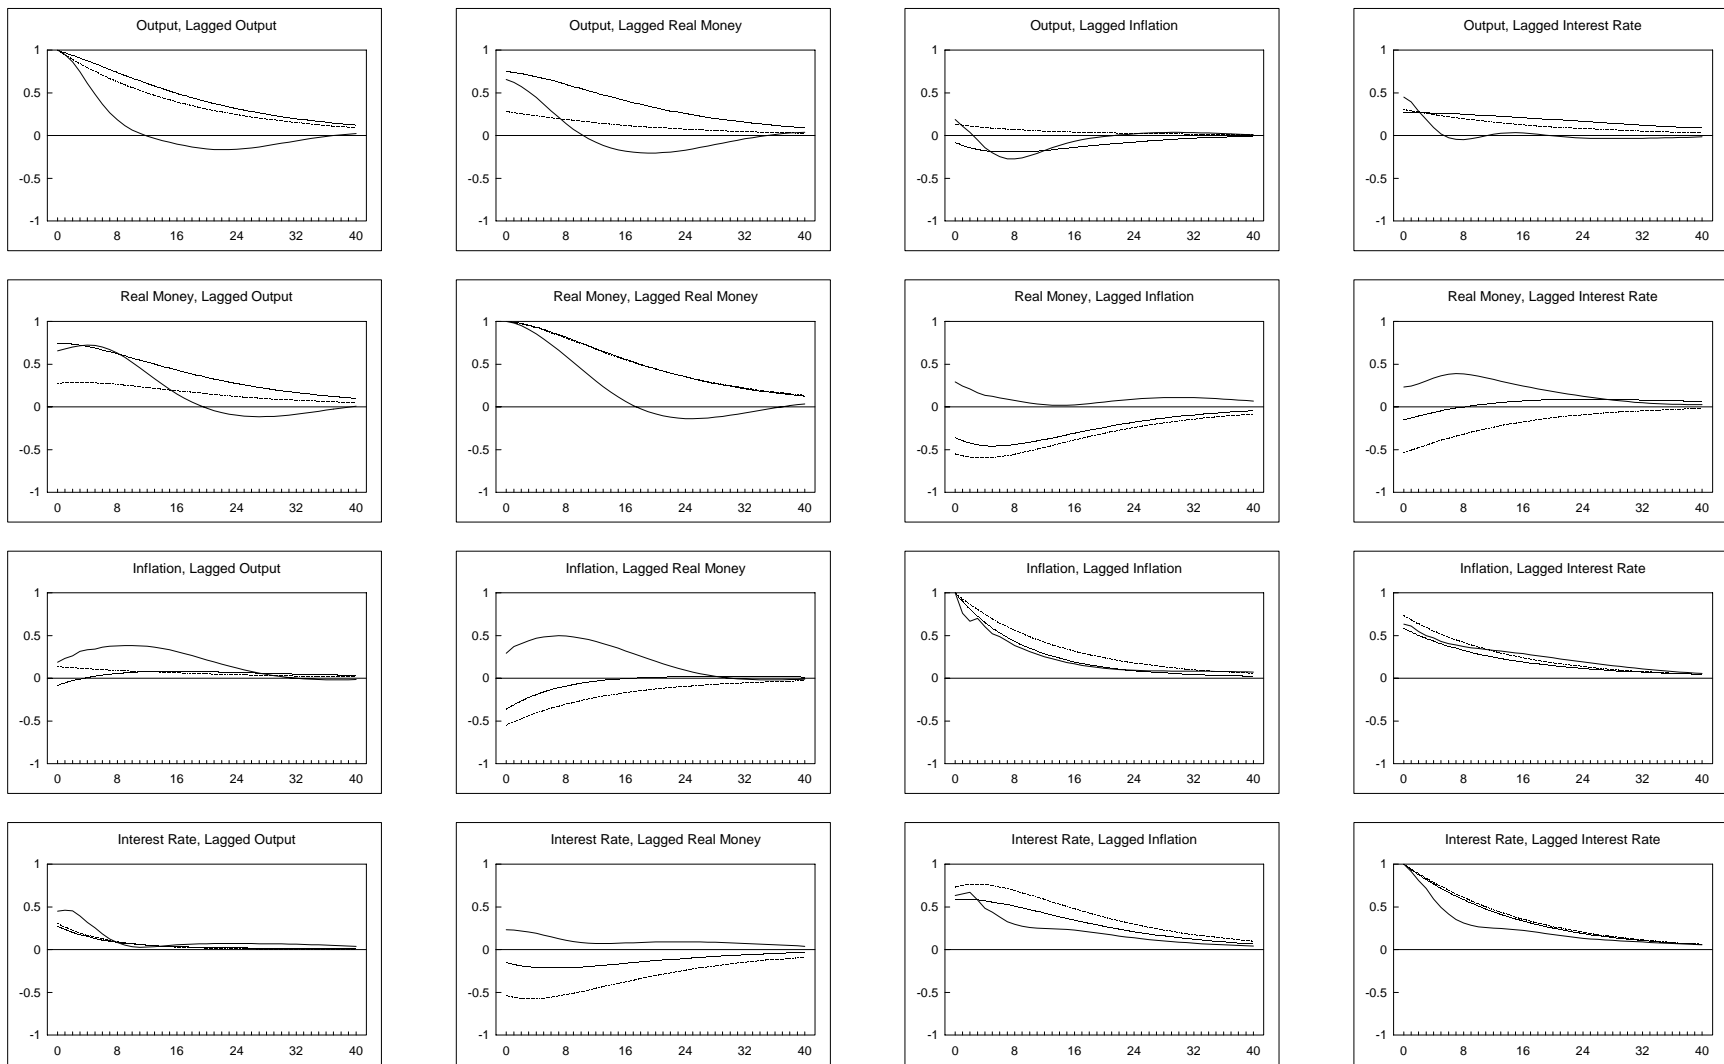 Output, Lagged Output
1
0.5
0
-0.5
-1
0 8 16 24 32 40
Output, Lagged Real Money
1
0.5
0
-0.5
-1
0 8 16 24 32 40
Output, Lagged Inflation
1
0.5
0
-0.5
-1
0 8 16 24 32 40
Output, Lagged Interest Rate
1
0.5
0
-0.5
-1
0 8 16 24 32 40
Real Money, Lagged Output
1
0.5
0
-0.5
-1
0 8 16 24 32 40
Real Money, Lagged Real Money
1
0.5
0
-0.5
-1
0 8 16 24 32 40
Real Money, Lagged Inflation
1
0.5
0
-0.5
-1
0 8 16 24 32 40
Real Money, Lagged Interest Rate
1
0.5
0
-0.5
-1
0 8 16 24 32 40
Inflation, Lagged Output
1
0.5
0
-0.5
-1
0 8 16 24 32 40
Inflation, Lagged Real Money
1
0.5
0
-0.5
-1
0 8 16 24 32 40
Inflation, Lagged Inflation
1
0.5
0
-0.5
-1
0 8 16 24 32 40
Inflation, Lagged Interest Rate
1
0.5
0
-0.5
-1
0 8 16 24 32 40
Interest Rate, Lagged Output
1
0.5
0
-0.5
-1
0 8 16 24 32 40
Interest Rate, Lagged Real Money
1
0.5
0
-0.5
-1
0 8 16 24 32 40
Interest Rate, Lagged Inflation
1
0.5
0
-0.5
-1
0 8 16 24 32 40
Interest Rate, Lagged Interest Rate
1
0.5
0
-0.5
-1
0 8 16 24 32 40